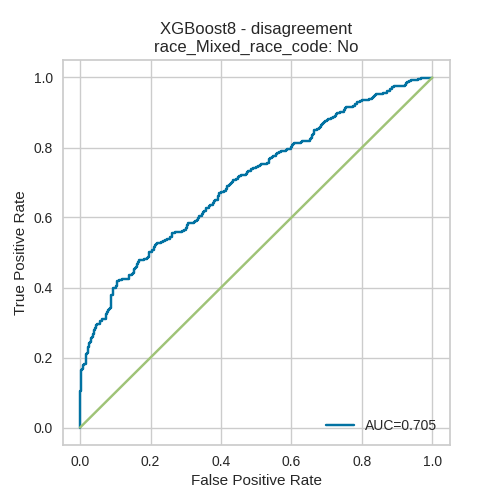 XGBoost8 - disagreement
race_Mixed_race_code: No
1.0
0.8
0.6
0.4
0.2
0.0
True Positive Rate
AUC=0.705
0.0 0.2 0.4 0.6 0.8 1.0
False Positive Rate